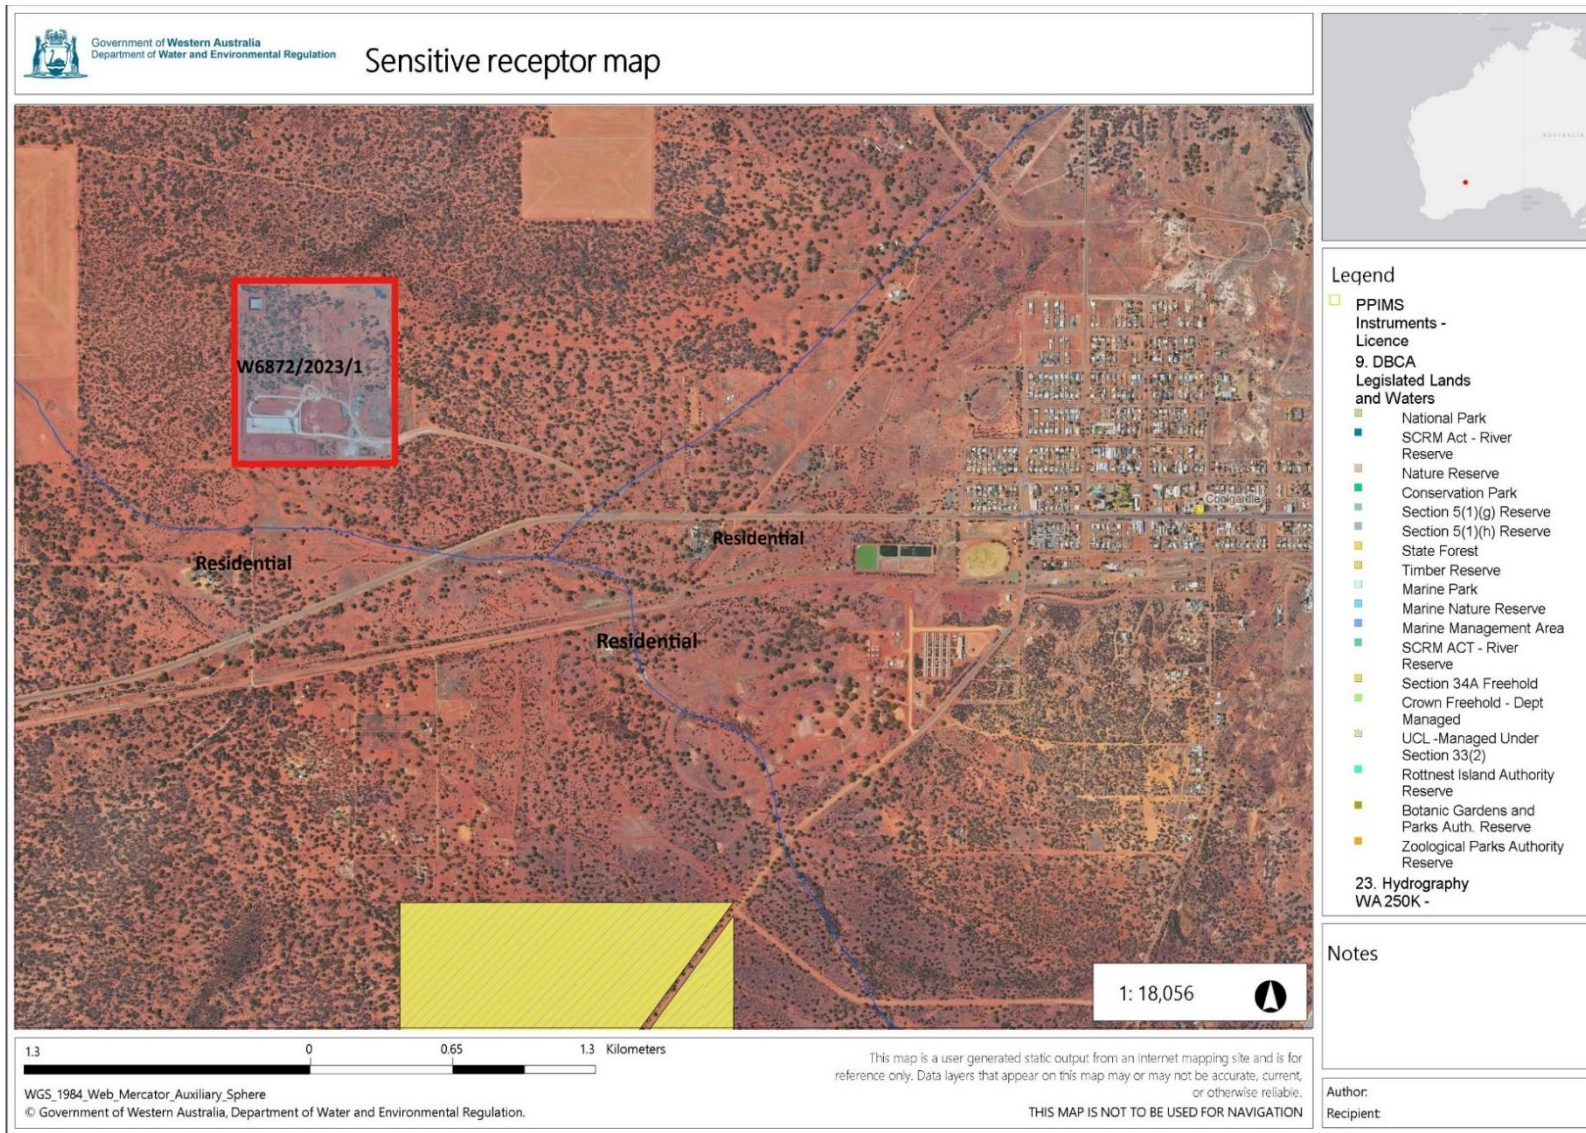 Government of Western Australia
Department of Water and Environmental Regulation
Sensitive receptor map
W6872/2023/1
Coolgardie
Residential
Residential
Residential
1: 18,056
1.3
0
0.65
1.3
Kilometers
WGS_1984_Web_Mercator_Auxiliary_Sphere
© Government of Western Australia, Department of Water and Environmental Regulation.
This map is a user generated static output from an Internet mapping site and is for
reference only. Data layers that appear on this map may or may not be accurate, current,
or otherwise reliable.
THIS MAP IS NOT TO BE USED FOR NAVIGATION
Legend
PPIMS
Instruments -
Licence
9. DBCA
Legislated Lands
and Waters
National Park
SCRM Act - River
Reserve
Nature Reserve
Conservation Park
Section 5(1)(g) Reserve
Section 5(1)(h) Reserve
State Forest
Timber Reserve
Marine Park
Marine Nature Reserve
Marine Management Area
SCRM ACT - River
Reserve
Section 34A Freehold
Crown Freehold - Dept
Managed
UCL -Managed Under
Section 33(2)
Rottnest Island Authority
Reserve
Botanic Gardens and
Parks Auth. Reserve
Zoological Parks Authority
Reserve
23. Hydrography
WA 250K -
Notes
Author:
Recipient: